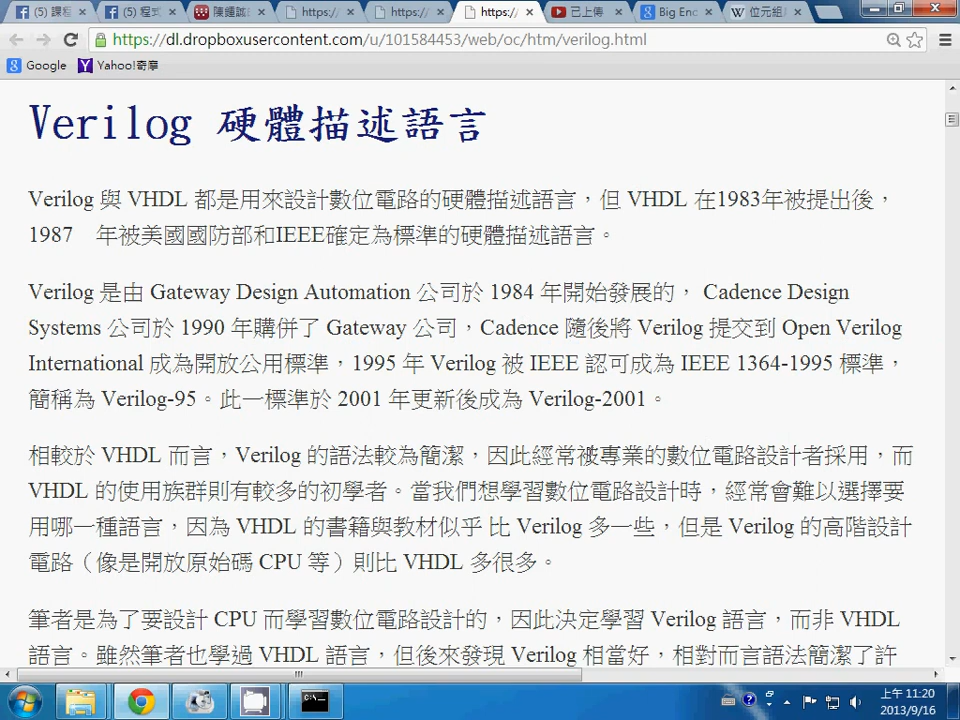 (5) 課程
(5) 程式
陳鍾誠
https:/
https:/
https:/
已上傳
Big Enc
位元組
https://dl.dropboxusercontent.com/u/101584453/web/oc/htm/verilog.html
Google
Yahoo!奇摩
Verilog 硬體描述語言
Verilog 與 VHDL 都是用來設計數位電路的硬體描述語言，但 VHDL 在1983年被提出後，
1987　年被美國國防部和IEEE確定為標準的硬體描述語言。
Verilog 是由 Gateway Design Automation 公司於 1984 年開始發展的， Cadence Design
Systems 公司於 1990 年購併了 Gateway 公司，Cadence 隨後將 Verilog 提交到 Open Verilog
International 成為開放公用標準，1995 年 Verilog 被 IEEE 認可成為 IEEE 1364-1995 標準，
簡稱為 Verilog-95。此一標準於 2001 年更新後成為 Verilog-2001。
相較於 VHDL 而言，Verilog 的語法較為簡潔，因此經常被專業的數位電路設計者採用，而
VHDL 的使用族群則有較多的初學者。當我們想學習數位電路設計時，經常會難以選擇要
用哪一種語言，因為 VHDL 的書籍與教材似乎 比 Verilog 多一些，但是 Verilog 的高階設計
電路（像是開放原始碼 CPU 等）則比 VHDL 多很多。
筆者是為了要設計 CPU 而學習數位電路設計的，因此決定學習 Verilog 語言，而非 VHDL
語言。雖然筆者也學過 VHDL 語言，但後來發現 Verilog 相當好，相對而言語法簡潔了許
上午 11:20
2013/9/16